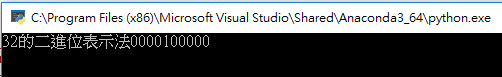 C:\Program Files (x86)\Microsoft Visual Studio\Shared\Anaconda3_64\python.exe
32的二進位表示法0000100000